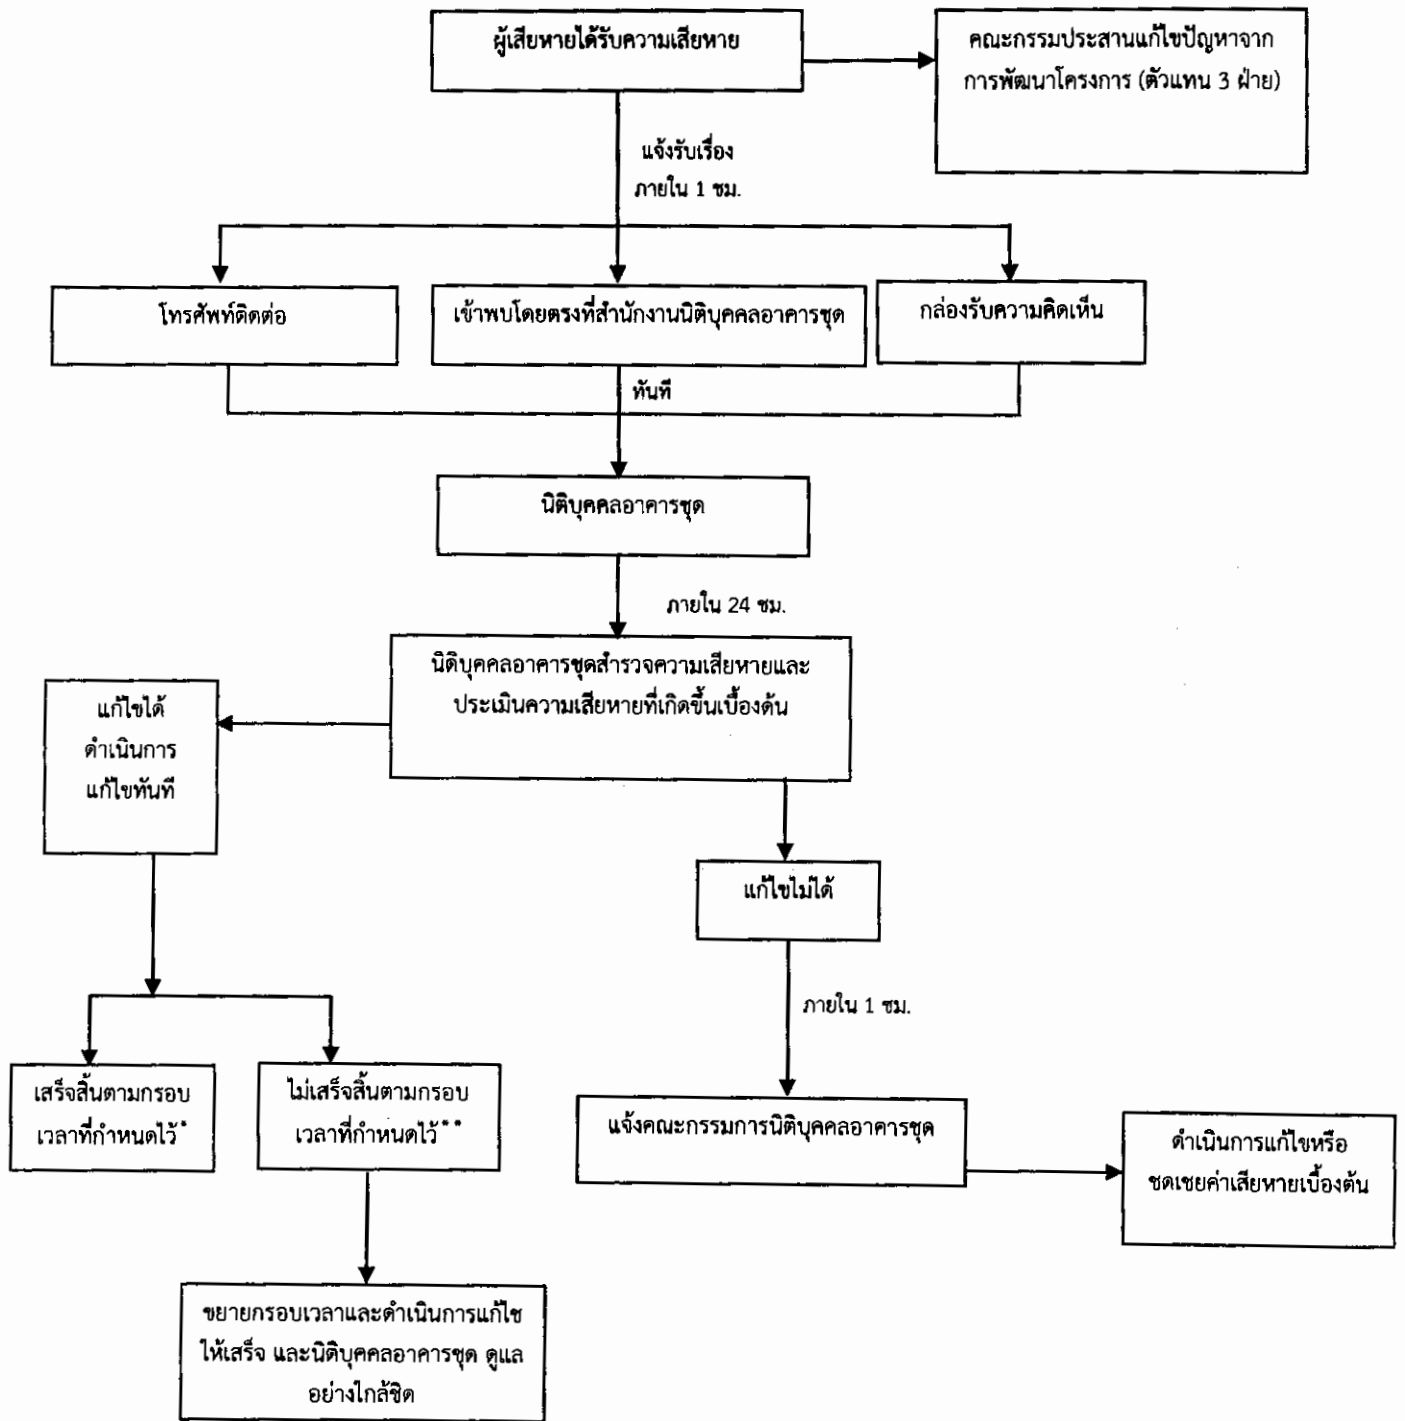 ผู้เสียหายได้รับความเสียหาย
คณะกรรมประสานแก้ไขปัญหาจาก
การพัฒนาโครงการ (ตัวแทน 3 ฝ่าย)
แจ้งรับเรื่อง
ภายใน 1 ชม.
โทรศัพท์ติดต่อ
เข้าพบโดยตรงที่สำนักงานนิติบุคคลอาคารชุด
กล่องรับความคิดเห็น
ทันที
นิติบุคคลอาคารชุด
ภายใน 24 ชม.
นิติบุคคลอาคารชุดสำรวจความเสียหายและ
ประเมินความเสียหายที่เกิดขึ้นเบื้องต้น
แก้ไขได้
ดำเนินการ
แก้ไขทันที
แก้ไขไม่ได้
ภายใน 1 ชม.
เสร็จสิ้นตามกรอบ
เวลาที่กำหนดไว้*
ไม่เสร็จสิ้นตามกรอบ
เวลาที่กำหนดไว้**
แจ้งคณะกรรมการนิติบุคคลอาคารชุด
ดำเนินการแก้ไขหรือ
ชดเชยค่าเสียหายเบื้องต้น
ขยายกรอบเวลาและดำเนินการแก้ไข
ให้เสร็จ และนิติบุคคลอาคารชุด ดูแล
อย่างใกล้ชิด